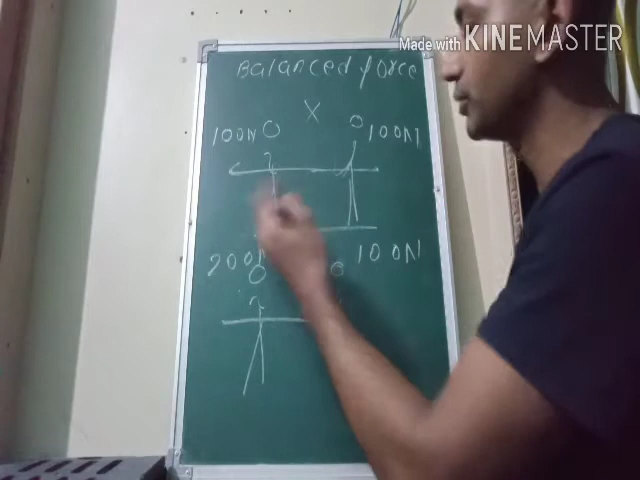 Made with KINEMASTER
Balanced force
X
100N 100N
200N 100N